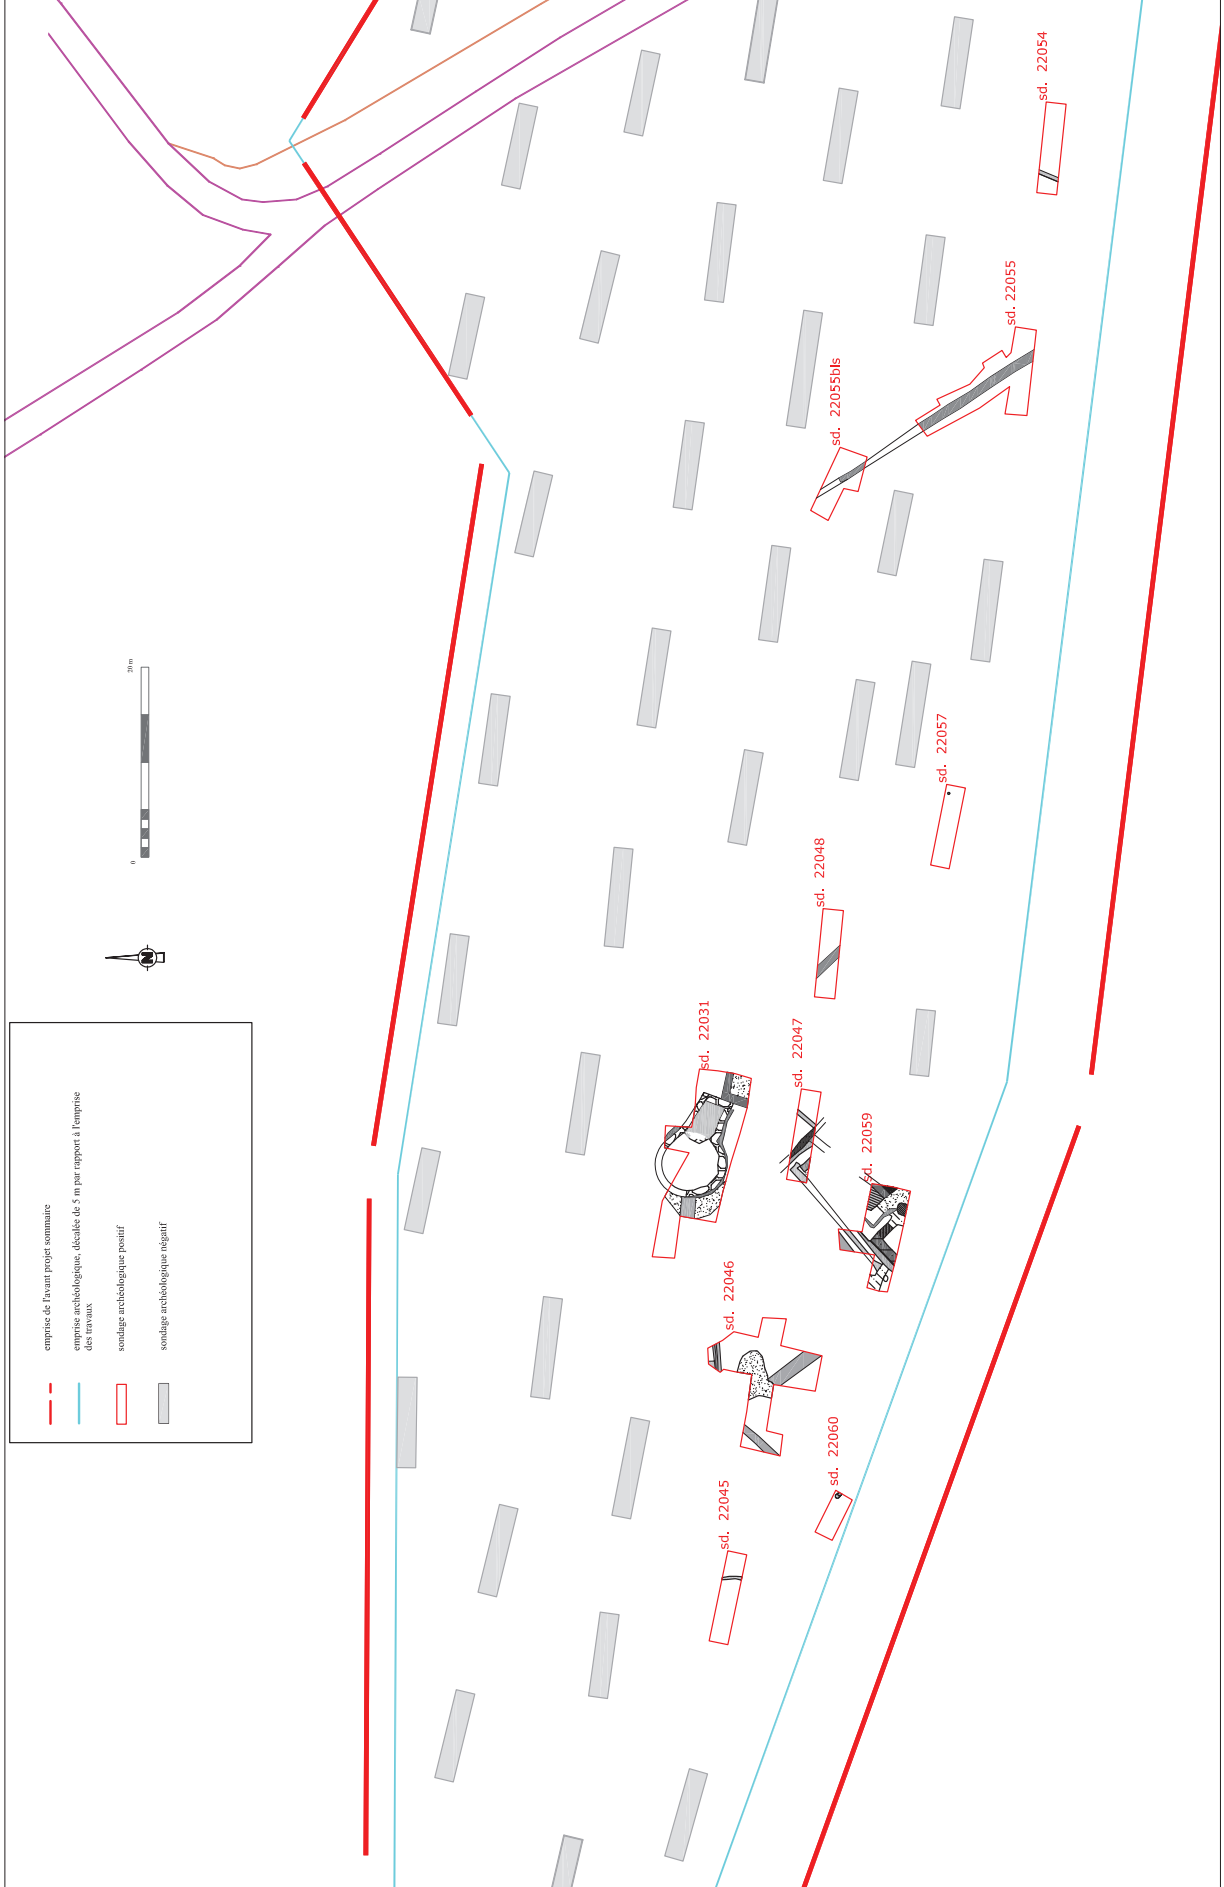 emprise de l'avant projet sommaire
emprise archéologique, décalée de 5 m par rapport à l'emprise
des travaux
sondage archéologique positif
sondage archéologique négatif
N
0
20 m
sd. 22045
sd. 22060
sd. 22046
sd. 22031
sd. 22047
sd. 22059
sd. 22048
sd. 22057
sd. 22055bis
sd. 22055
sd. 22054